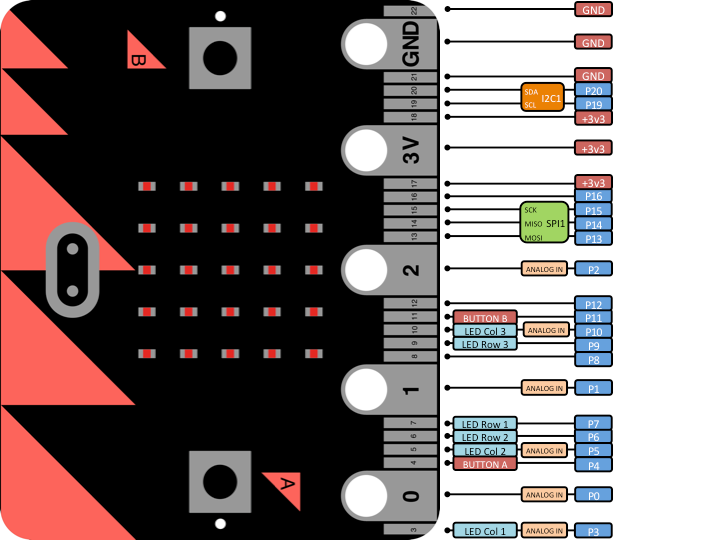 22 GND
GND GND
21 GND
20 SDA I2C1 P20
19 SCL P19
18 +3v3
3V +3v3
17 +3v3
16 P16
15 SCK P15
14 MISO SPI1 P14
13 MOSI P13
2 ANALOG IN P2
12 P12
11 BUTTON B P11
10 LED Col 3 ANALOG IN P10
9 LED Row 3 P9
8 P8
1 ANALOG IN P1
7 LED Row 1 P7
6 LED Row 2 P6
5 LED Col 2 ANALOG IN P5
4 BUTTON A P4
0 ANALOG IN P0
3 LED Col 1 ANALOG IN P3
B
A